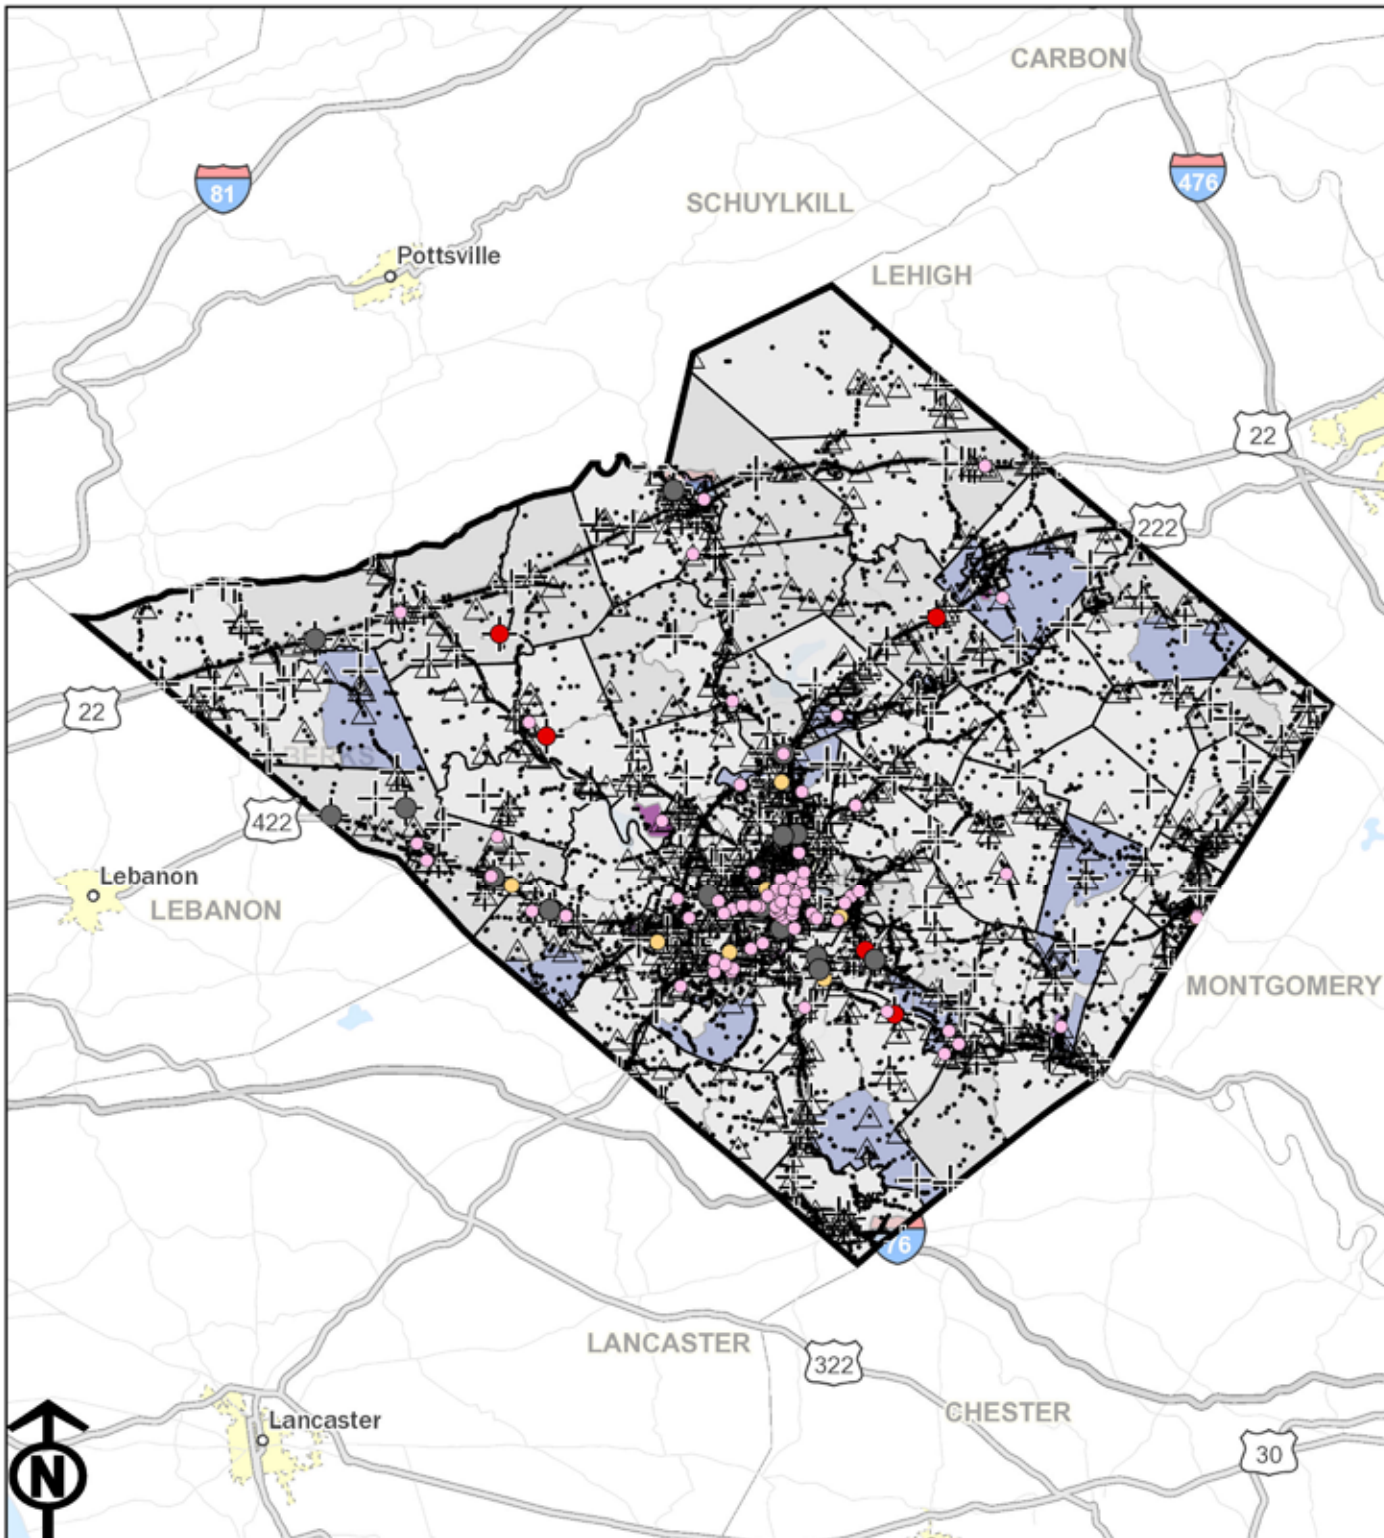 CARBON
81
476
SCHUYLKILL
Pottsville
LEHIGH
22
222
22
BERKS
422
Lebanon
LEBANON
MONTGOMERY
76
LANCASTER
322
CHESTER
Lancaster
30
N